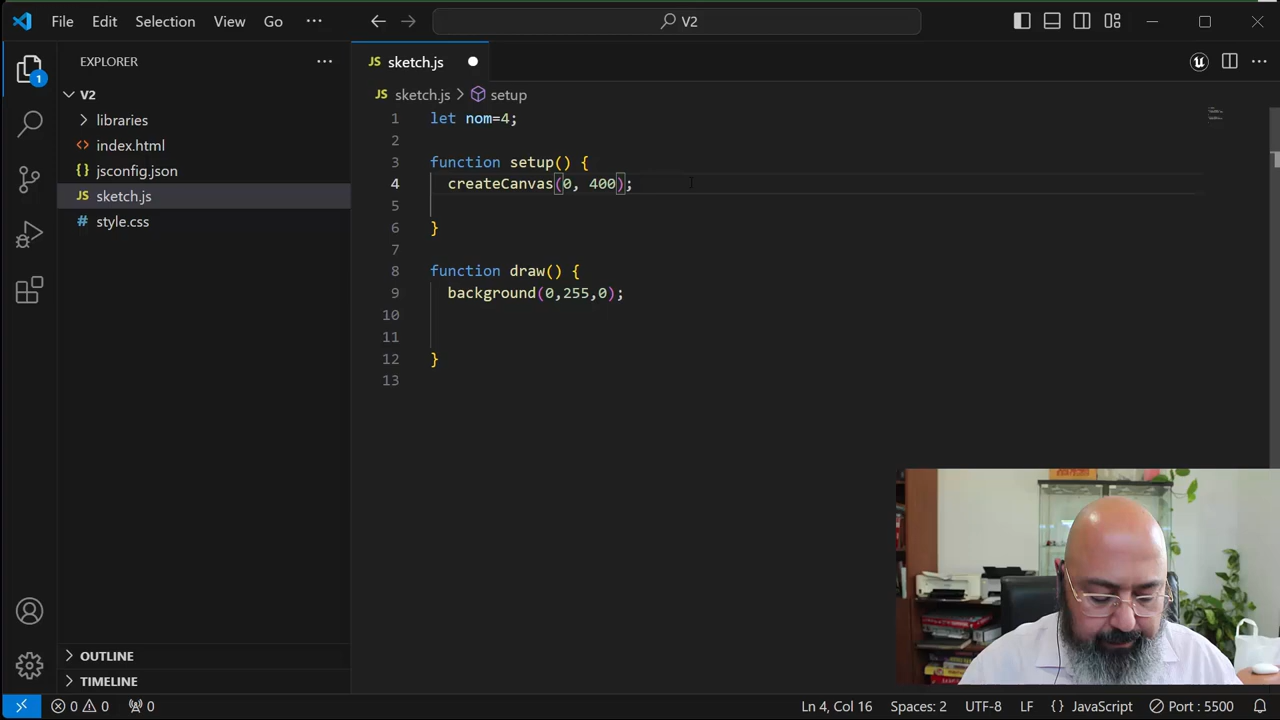 File Edit Selection View Go ··· V2
EXPLORER ···
V2
libraries
index.html
{} jsconfig.json
JS sketch.js
# style.css
OUTLINE
TIMELINE
1
JS sketch.js
JS sketch.js > setup
1 let nom=4;
2
3 function setup() {
4 createCanvas(0, 400);
5
6 }
7
8 function draw() {
9 background(0,255,0);
10
11
12 }
13
0 0 0 Ln 4, Col 16 Spaces: 2 UTF-8 LF {} JavaScript Port : 5500